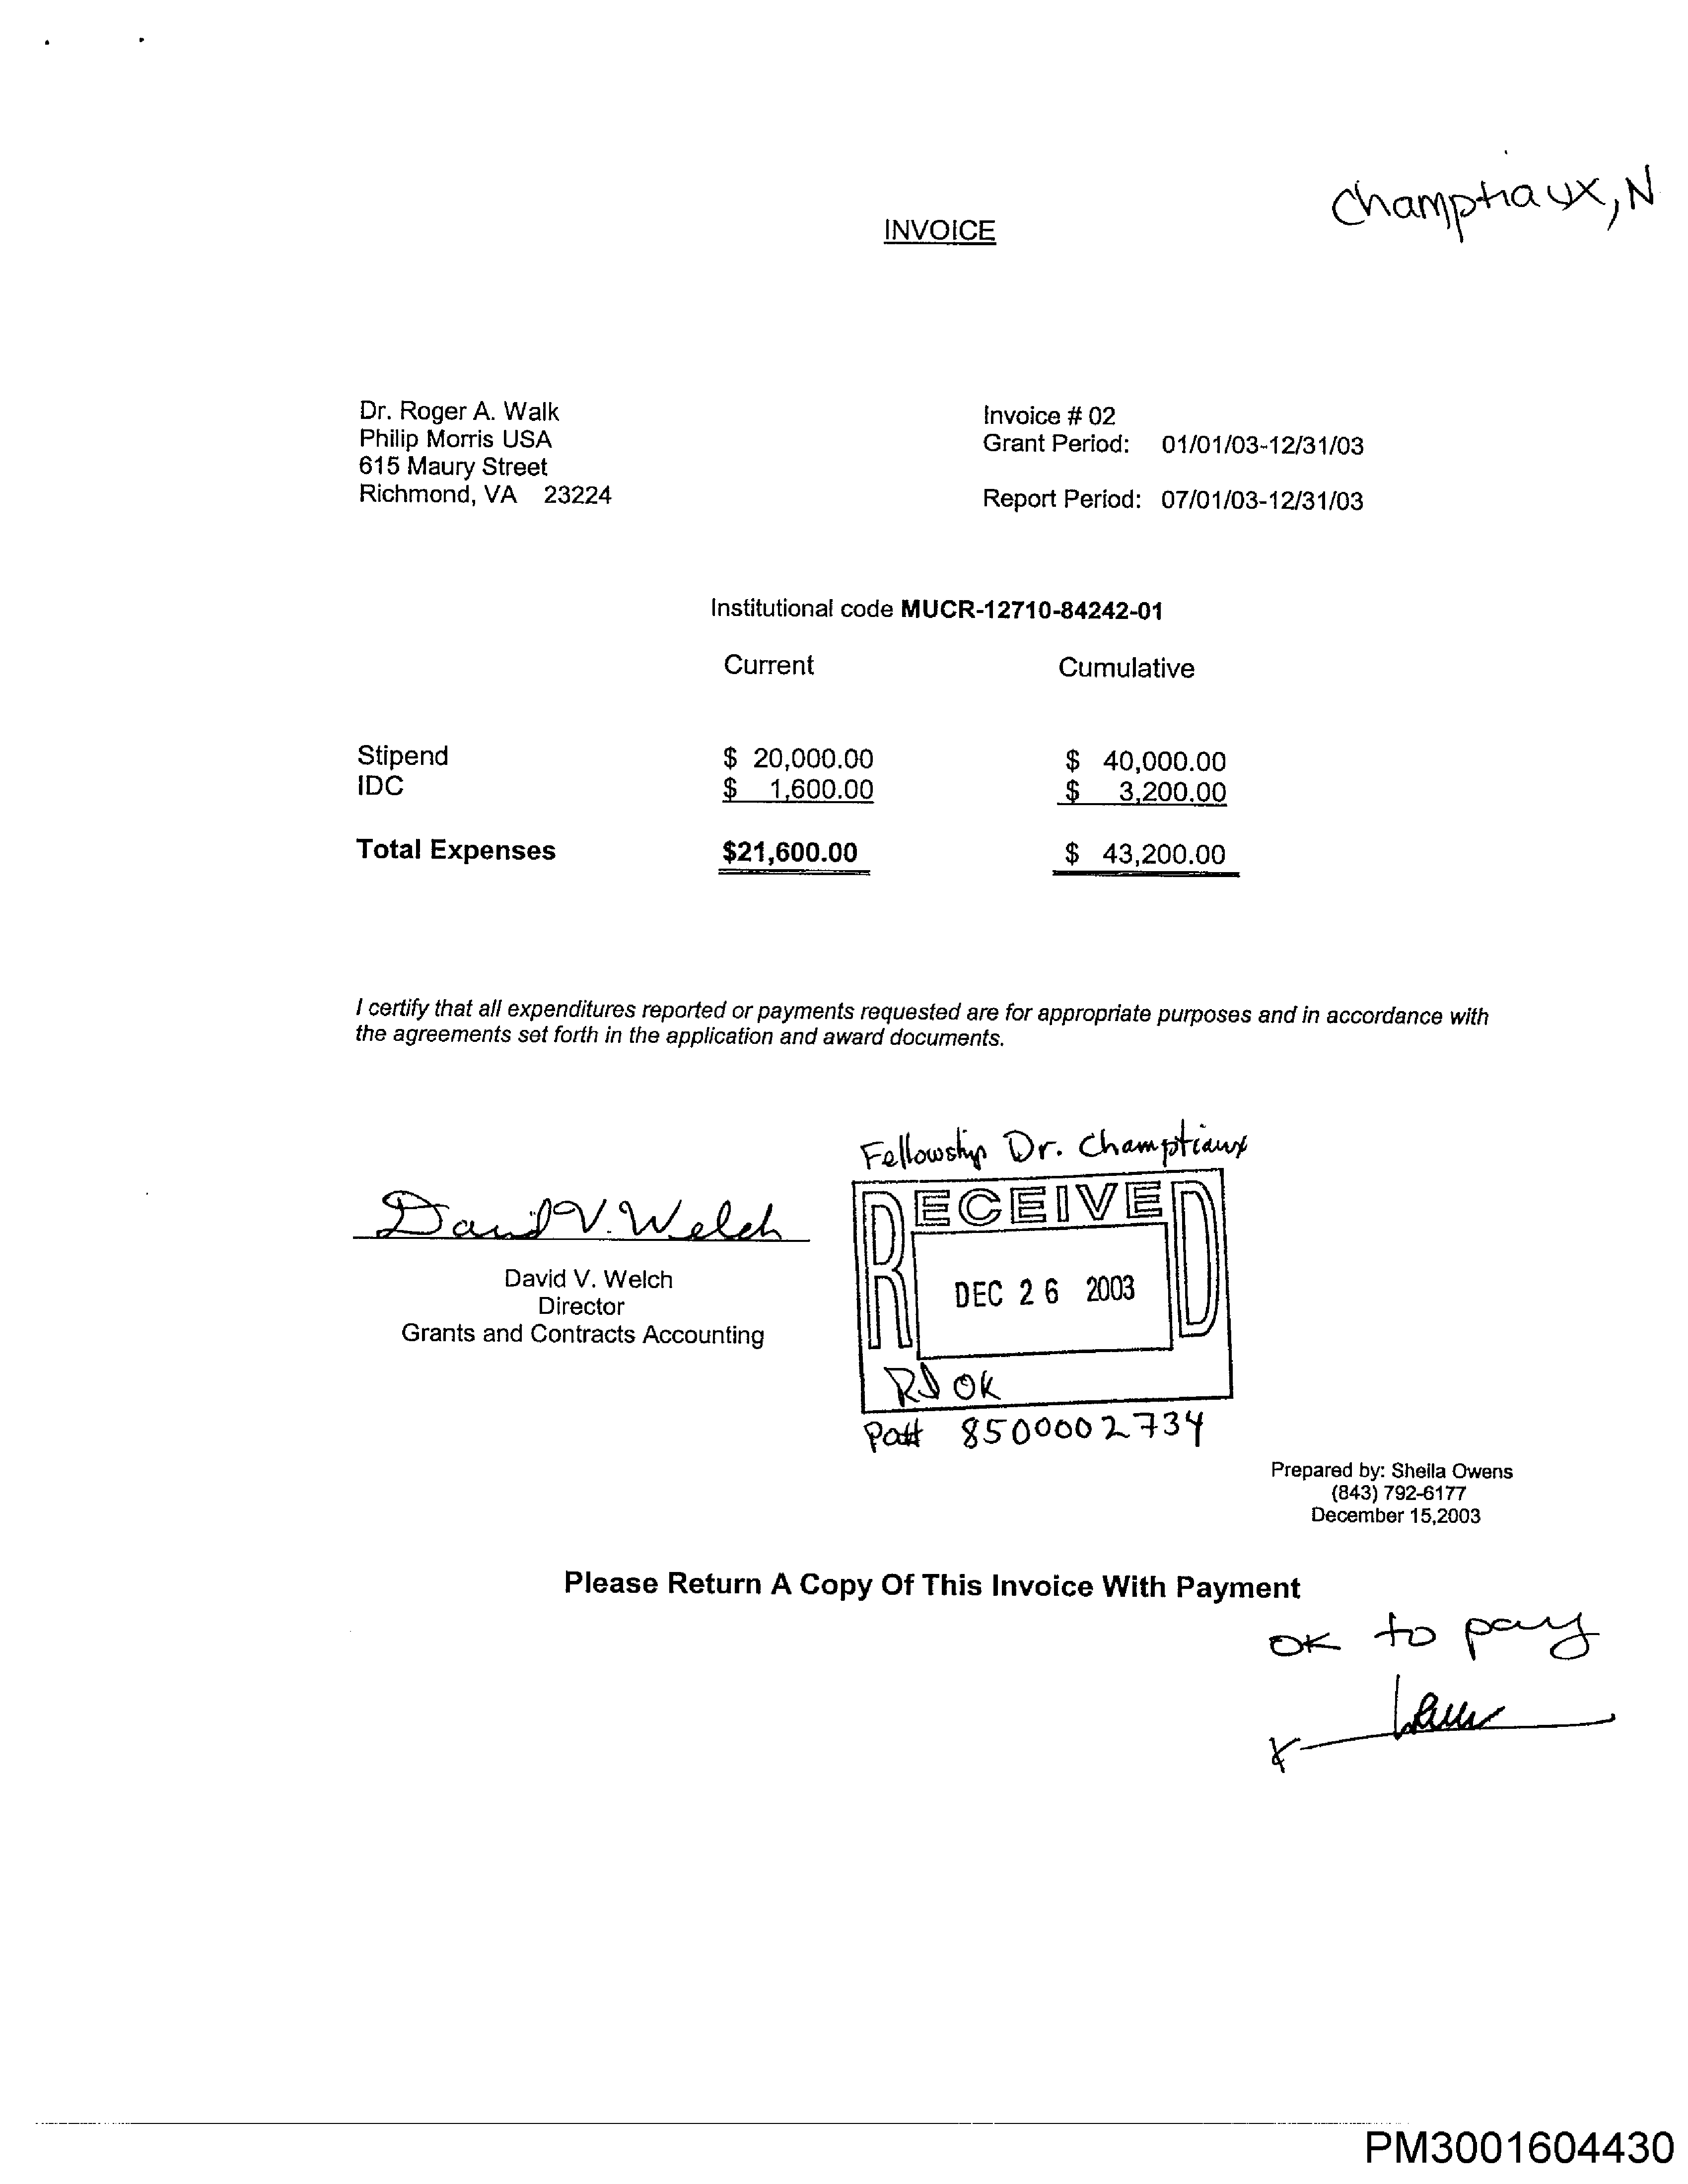 Champtiaux, N
INVOICE
Dr. Roger A. Walk
Philip Morris USA
615 Maury Street
Richmond, VA 23224
Invoice # 02
Grant Period: 01/01/03-12/31/03
Report Period: 07/01/03-12/31/03
Institutional code MUCR-12710-84242-01
Current Cumulative
Stipend $ 20,000.00 $ 40,000.00
IDC $ 1,600.00 $ 3,200.00
Total Expenses $21,600.00 $ 43,200.00
I certify that all expenditures reported or payments requested are for appropriate purposes and in accordance with
the agreements set forth in the application and award documents.
Fellowship Dr. Champtiaux
David V. Welch
David V. Welch
Director
Grants and Contracts Accounting
RECEIVED
DEC 26 2003
OK
PO# 8500002734
Prepared by: Sheila Owens
(843) 792-6177
December 15,2003
Please Return A Copy Of This Invoice With Payment
OK to pay
x
PM3001604430